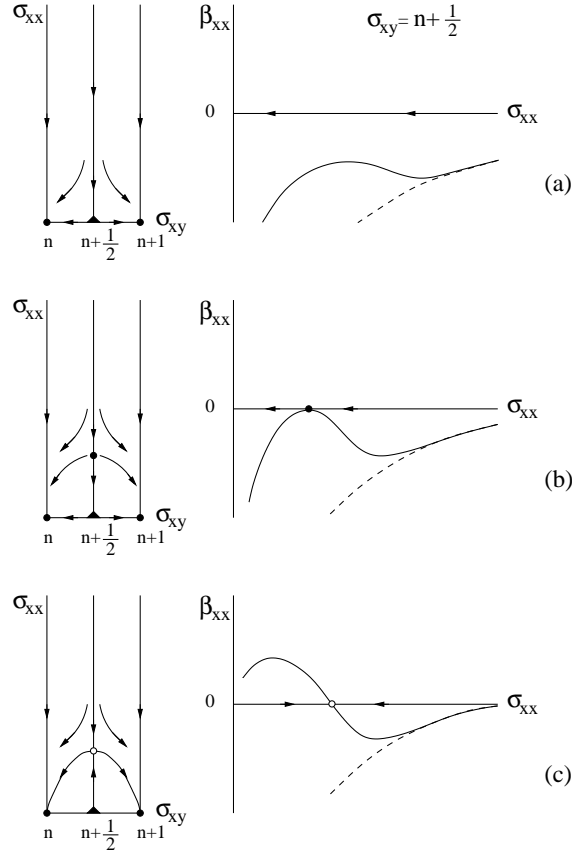 σxx
βxx
σxy = n + 1/2
0
σxx
σxy
n n+1/2 n+1
(a)
σxx
βxx
0
σxx
σxy
n n+1/2 n+1
(b)
σxx
βxx
0
σxx
σxy
n n+1/2 n+1
(c)